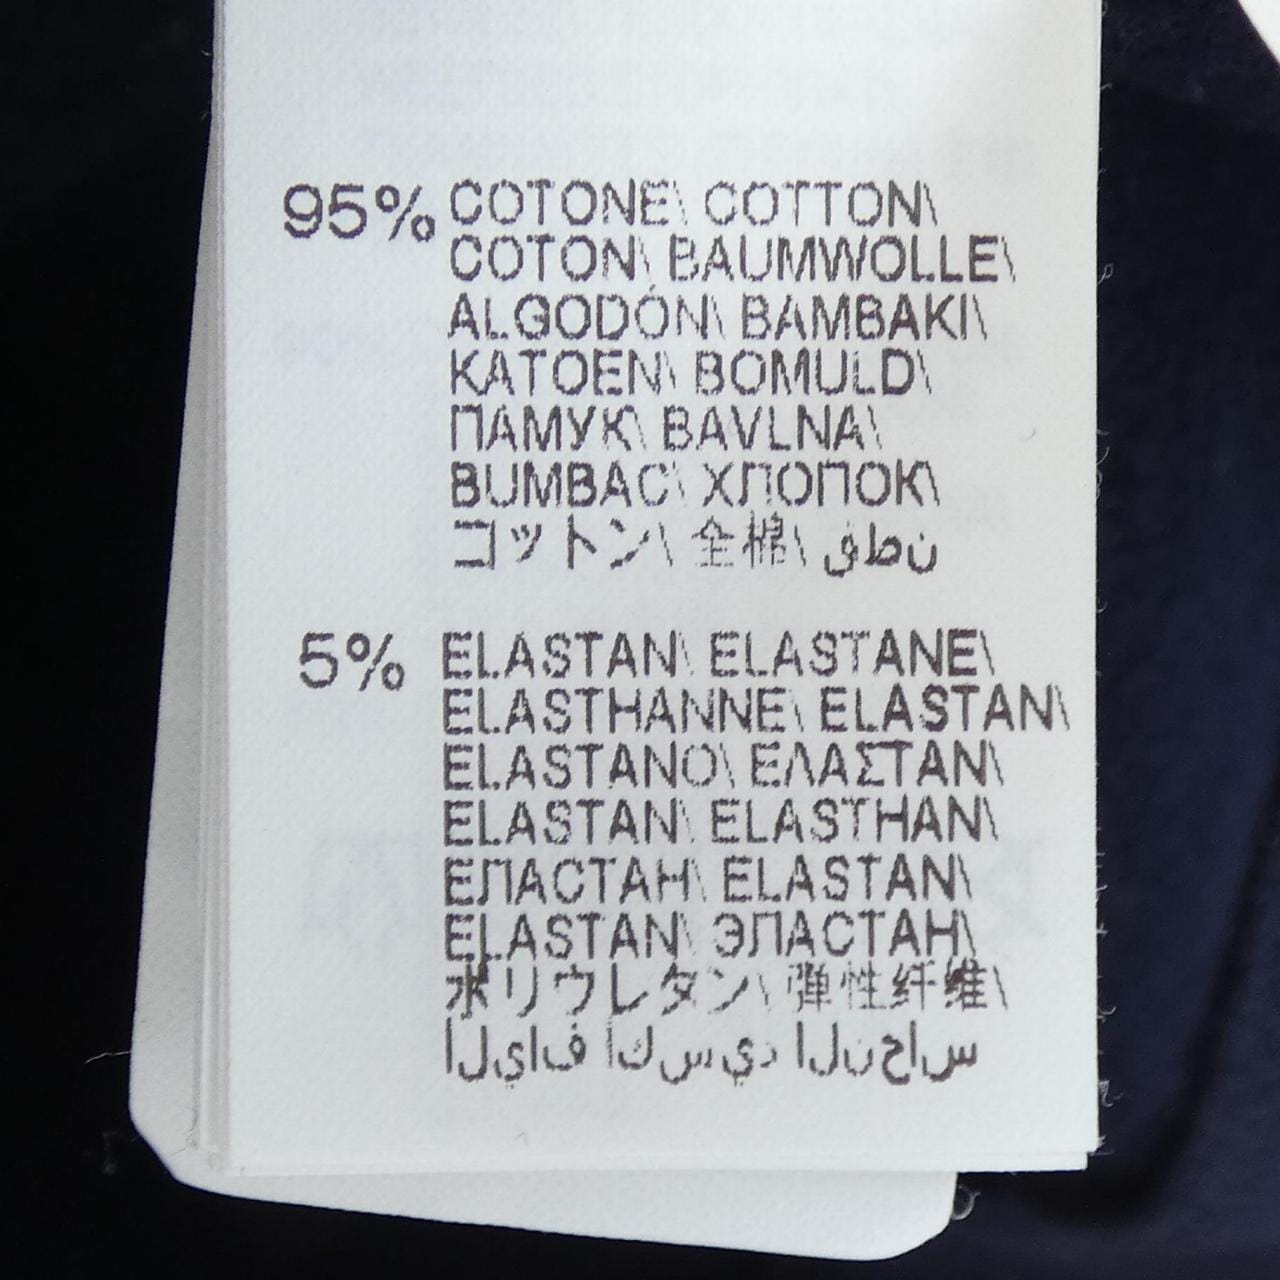 95% COTONE\ COTTON\
COTON\ BAUMWOLLE\
ALGODÓN\ BAMBAKI\
KATOEN\ BOMULD\
ПАМУК\ BAVLNA\
BUMBAC\ ХЛОПОК\
コットン\ 全棉\ قطن
5% ELASTAN\ ELASTANE\
ELASTHANNE\ ELASTAN\
ELASTANO\ ΕΛΑΣΤΑΝ\
ELASTAN\ ELASTHAN\
ЕЛАСТАН\ ELASTAN\
ELASTAN\ ЭЛАСТАН\
ポリウレタン\ 弹性纤维\
الياف اكسيد النحاس